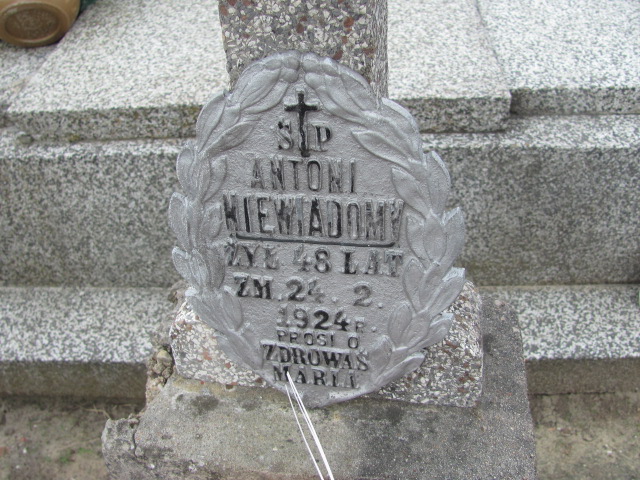 Ś P
ANTONI
NIEWIADOMY
ŻYŁ 48 LAT
ZM. 24. 2.
1924 R.
PROSI O
ZDROWAŚ
MARII